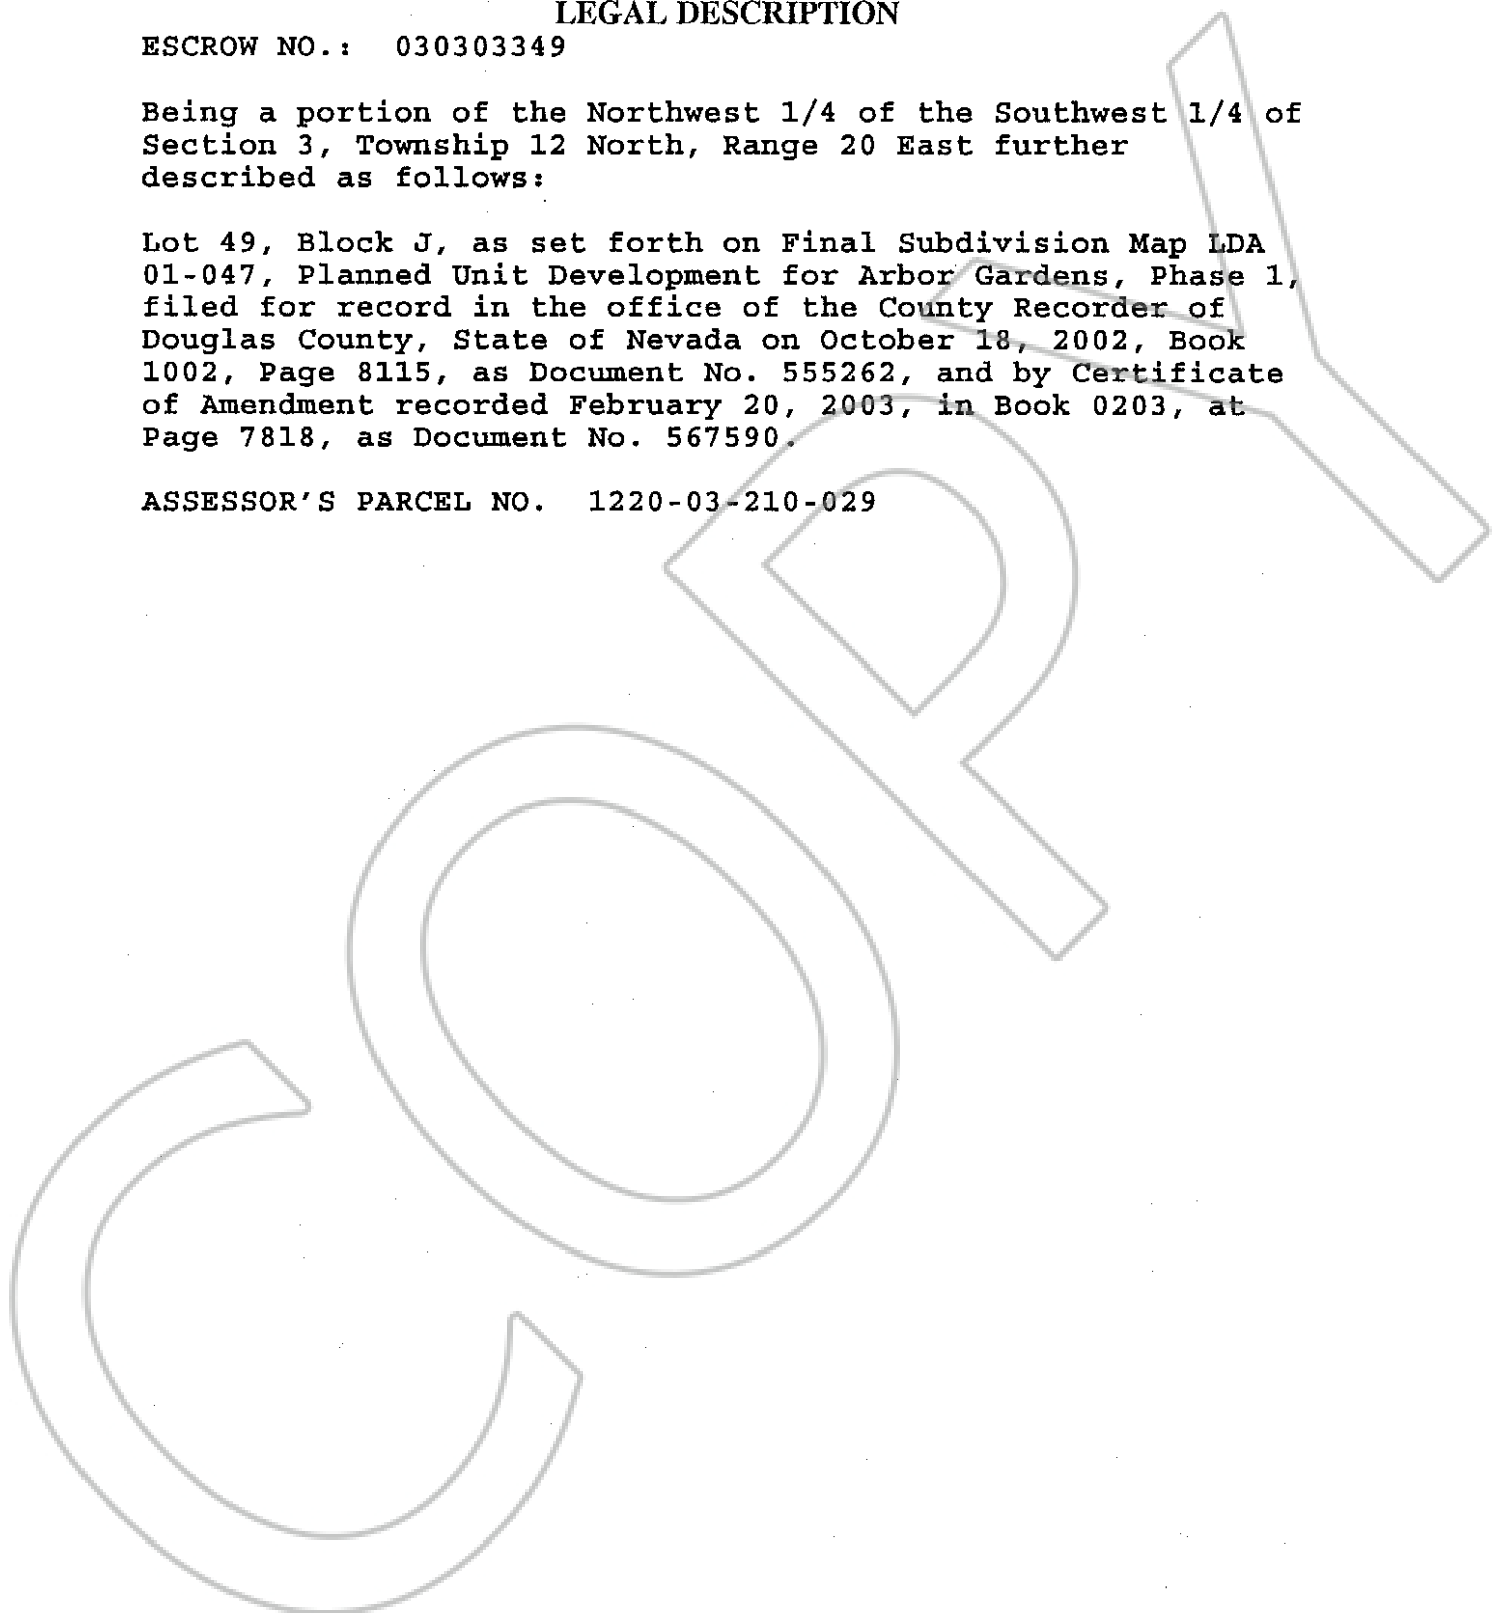 LEGAL DESCRIPTION
ESCROW NO.: 030303349
Being a portion of the Northwest 1/4 of the Southwest 1/4 of
Section 3, Township 12 North, Range 20 East further
described as follows:
Lot 49, Block J, as set forth on Final Subdivision Map LDA
01-047, Planned Unit Development for Arbor Gardens, Phase 1,
filed for record in the office of the County Recorder of
Douglas County, State of Nevada on October 18, 2002, Book
1002, Page 8115, as Document No. 555262, and by Certificate
of Amendment recorded February 20, 2003, in Book 0203, at
Page 7818, as Document No. 567590.
ASSESSOR'S PARCEL NO. 1220-03-210-029
COPY